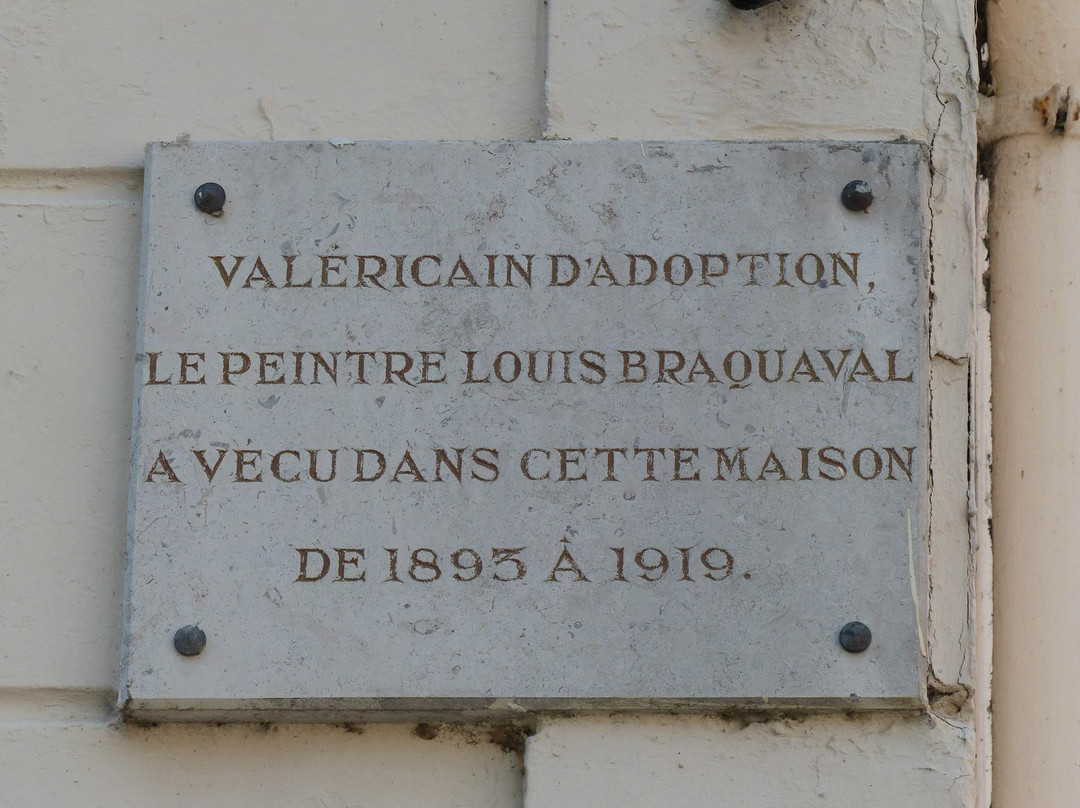 VALÉRICAIN D'ADOPTION,
LE PEINTRE LOUIS BRAQUAVAL
A VÉCU DANS CETTE MAISON
DE 1893 À 1919.